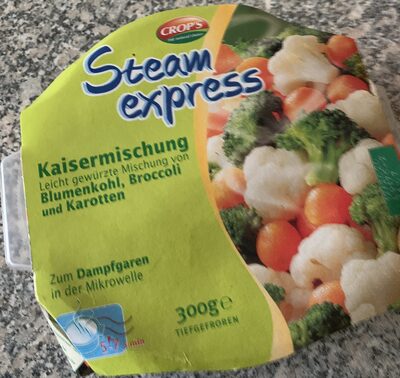 CROP'S
Steam
express
Kaisermischung
Leicht gewürzte Mischung von
Blumenkohl, Broccoli
und Karotten
Zum Dampfgaren
in der Mikrowelle
300g e
TIEFGEFROREN
min